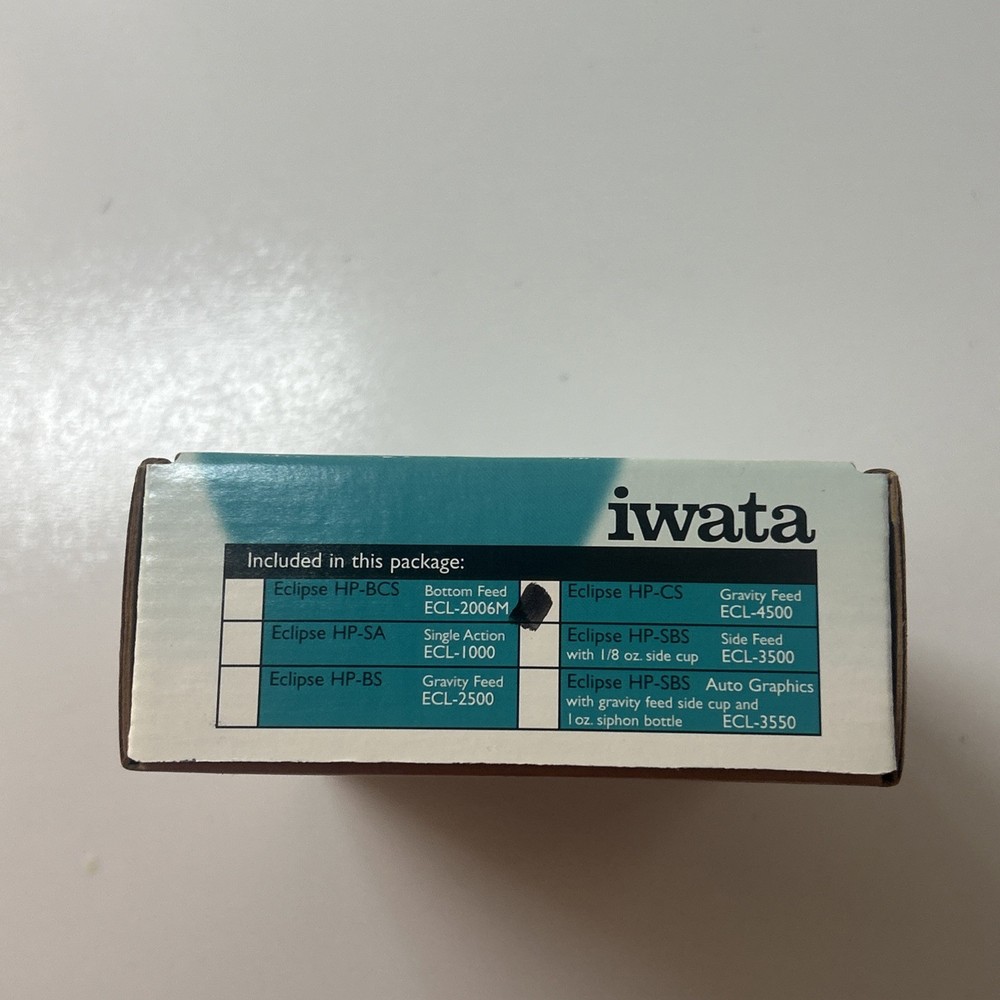 iwata
Included in this package:
Eclipse HP-BCS Bottom Feed
ECL-2006M
Eclipse HP-SA Single Action
ECL-1000
Eclipse HP-BS Gravity Feed
ECL-2500
Eclipse HP-CS Gravity Feed
ECL-4500
Eclipse HP-SBS Side Feed
with 1/8 oz. side cup ECL-3500
Eclipse HP-SBS Auto Graphics
with gravity feed side cup and
1oz. siphon bottle ECL-3550